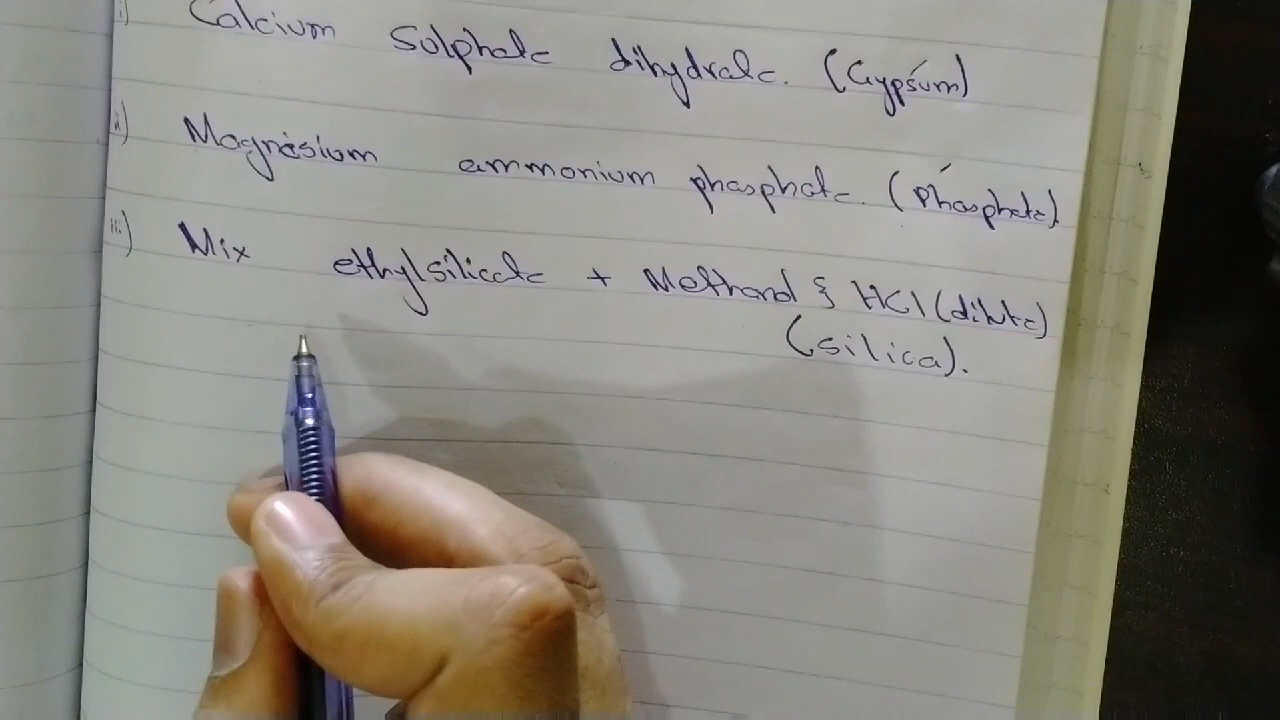 i) Calcium Sulphate dihydrate. (Gypsum)
ii) Magnesium ammonium phosphate. (Phosphate)
iii) Mix ethylsilicate + Methanol & HCl (dilute)
(silica).